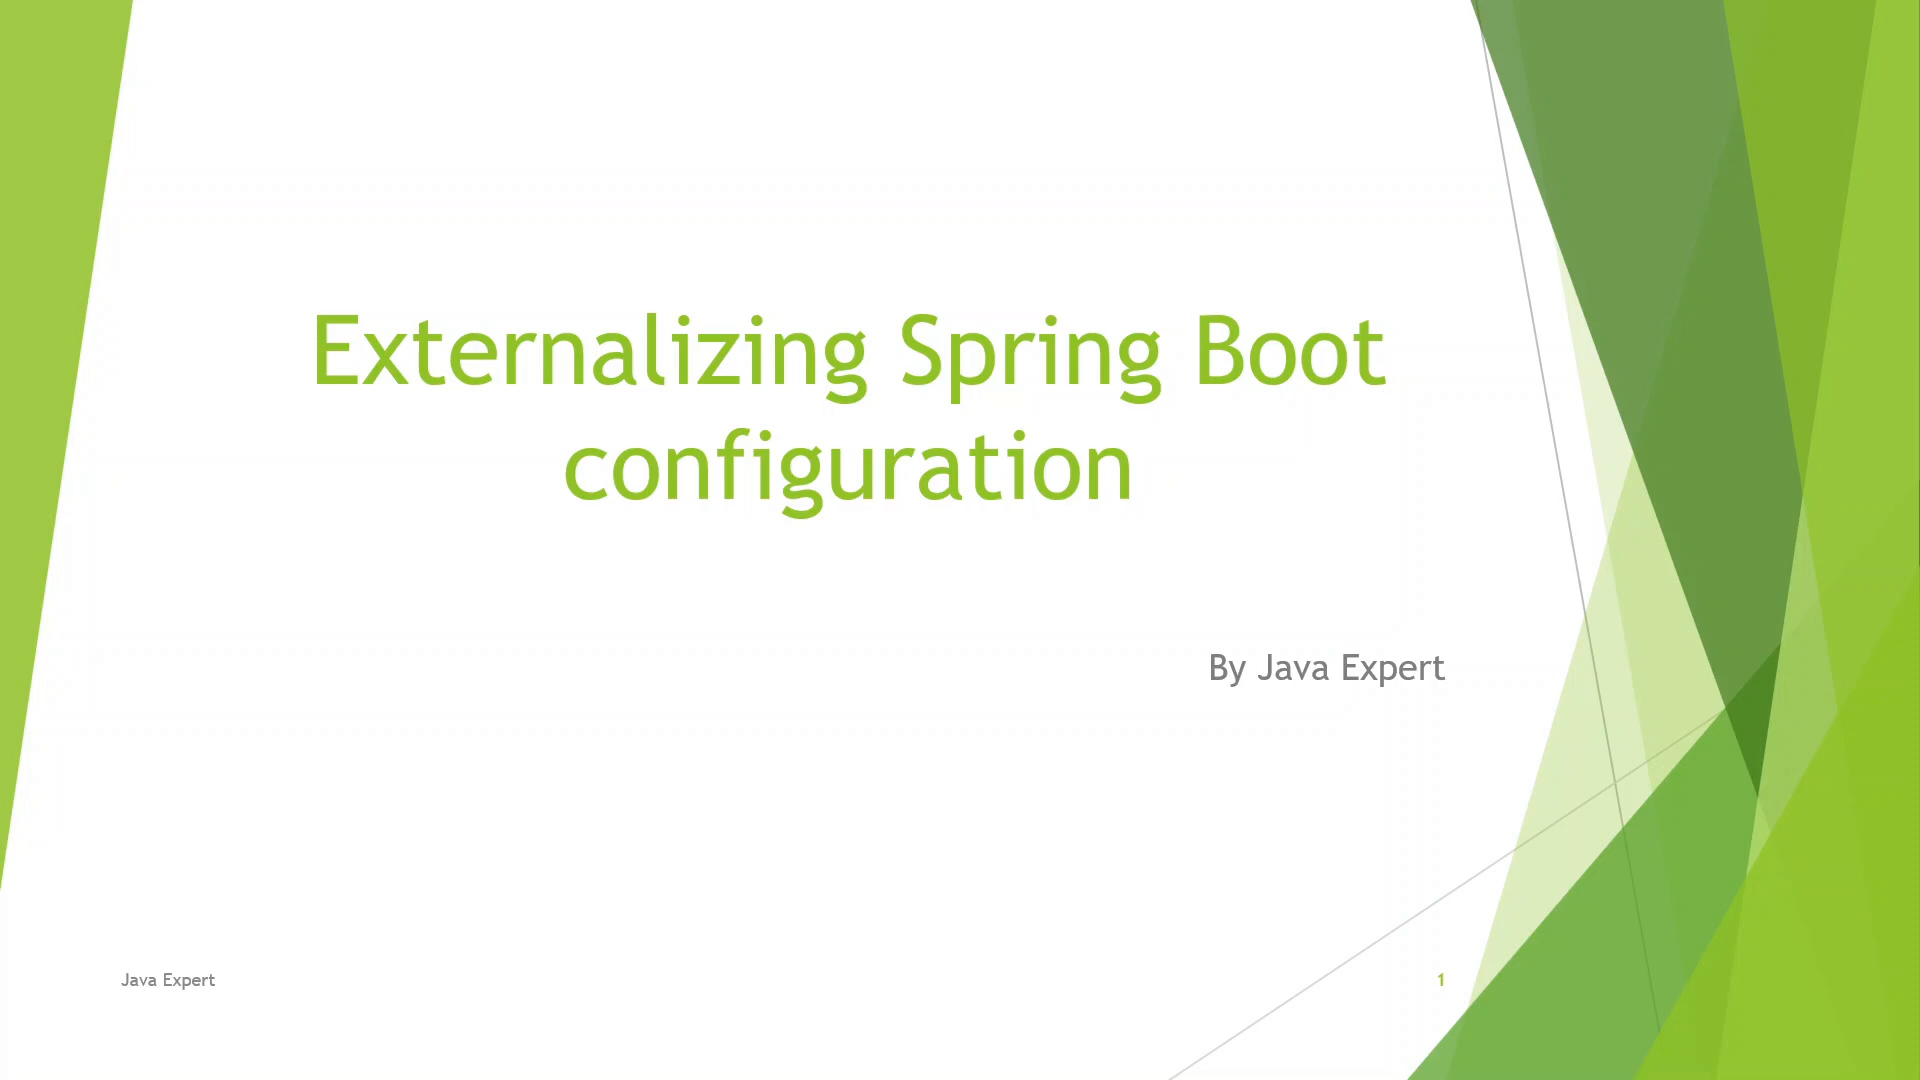 Externalizing Spring Boot
configuration
By Java Expert
Java Expert
1